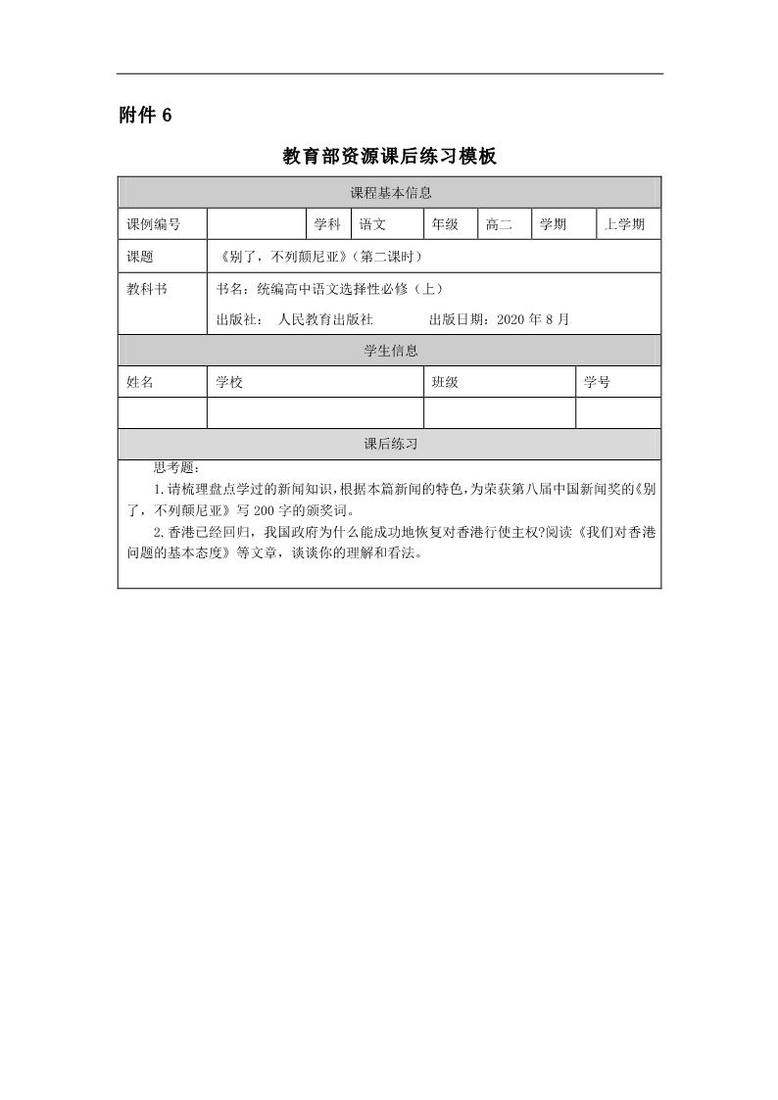 附件 6
教育部资源课后练习模板
课程基本信息
课例编号 学科 语文 年级 高二 学期 上学期
课题 《别了，不列颠尼亚》（第二课时）
教科书 书名：统编高中语文选择性必修（上）
出版社： 人民教育出版社 出版日期：2020 年 8 月
学生信息
姓名 学校 班级 学号
课后练习
思考题：
1.请梳理盘点学过的新闻知识，根据本篇新闻的特色，为荣获第八届中国新闻奖的《别
了，不列颠尼亚》写 200 字的颁奖词。
2.香港已经回归，我国政府为什么能成功地恢复对香港行使主权?阅读《我们对香港
问题的基本态度》等文章，谈谈你的理解和看法。